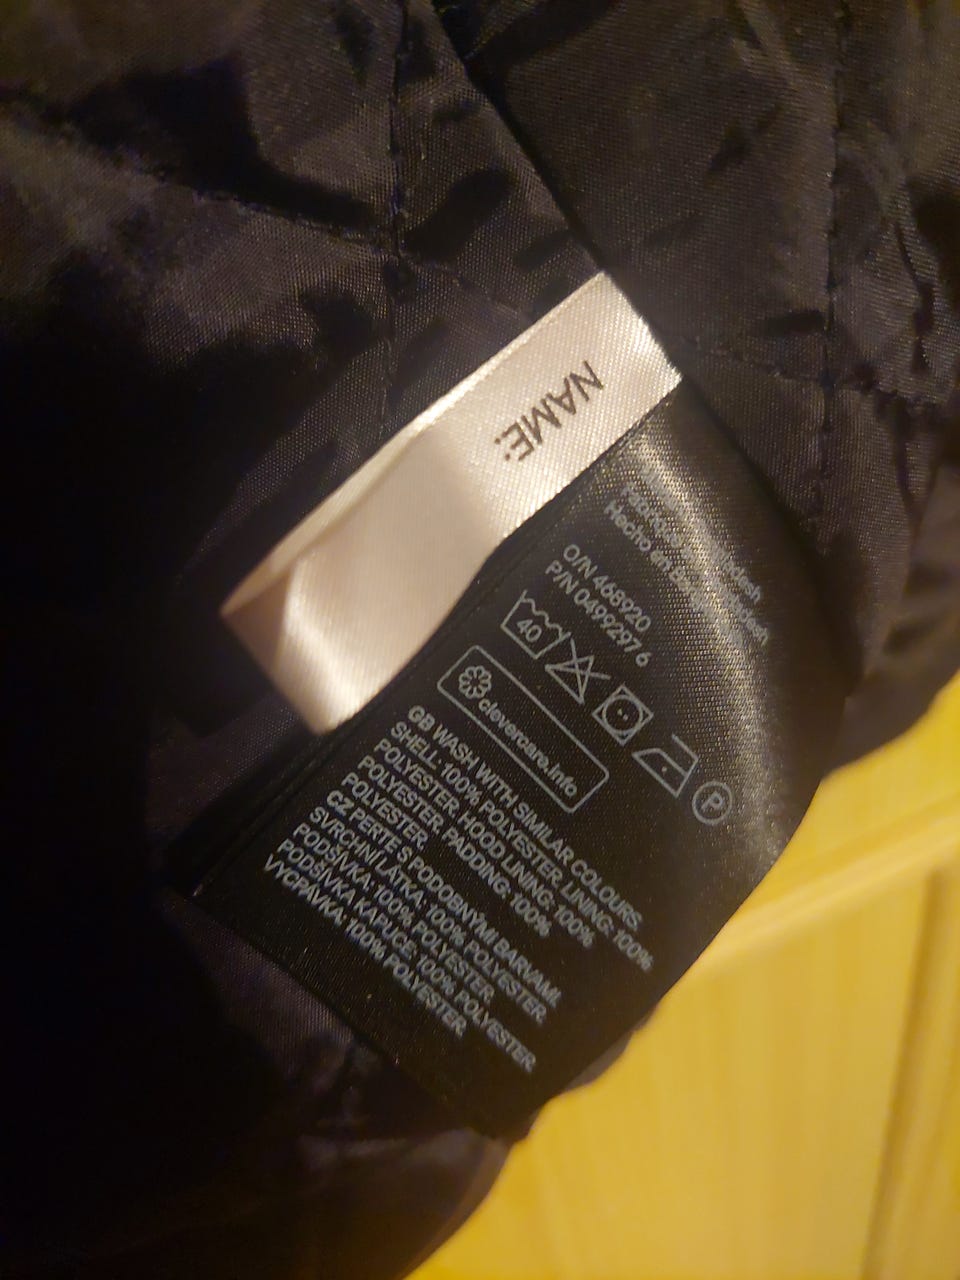 NAME:
Hecho en Bangladesh
O/N 468920
P/N 0499297 6
40
P
clevercare.info
GB WASH WITH SIMILAR COLOURS.
SHELL: 100% POLYESTER. LINING: 100%
POLYESTER. HOOD LINING: 100%
POLYESTER. PADDING: 100%
POLYESTER.
CZ PERTE S PODOBNÝMI BARVAMI.
SVRCHNÍ LÁTKA: 100% POLYESTER.
PODŠÍVKA: 100% POLYESTER.
PODŠÍVKA KAPUCE: 100% POLYESTER.
VYCPÁVKA: 100% POLYESTER.